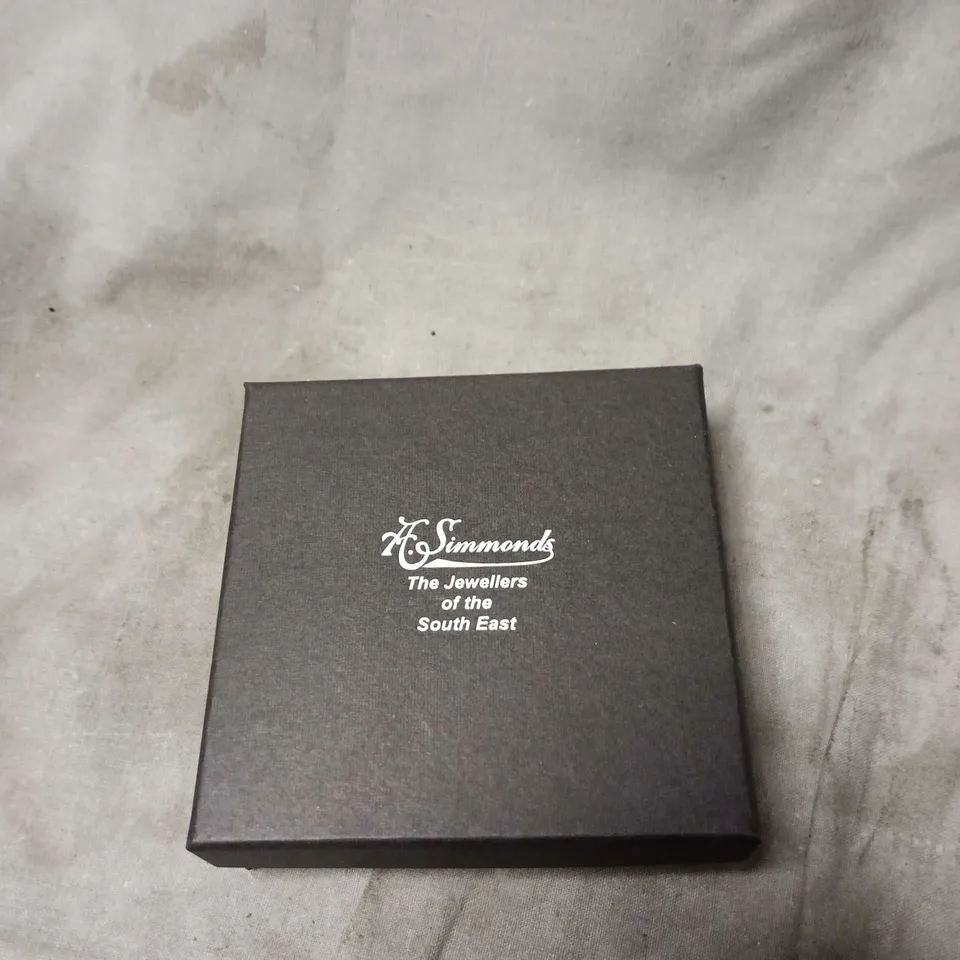 A.E. Simmonds
The Jewellers
of the
South East